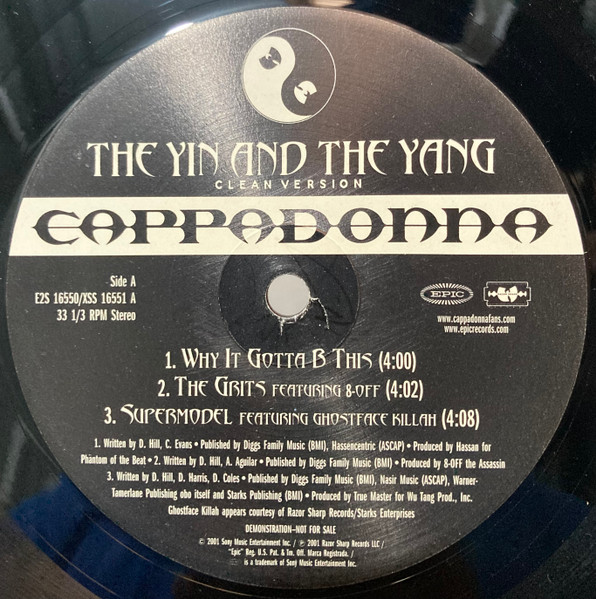 THE YIN AND THE YANG
CLEAN VERSION
CAPPADONNA
Side A
E2S 16550/XSS 16551 A
33 1/3 RPM Stereo
EPIC
www.cappadonnafans.com
www.epicrecords.com
1. WHY IT GOTTA B THIS (4:00)
2. THE GRITS FEATURING 8-OFF (4:02)
3. SUPERMODEL FEATURING GHOSTFACE KILLAH (4:08)
1. Written by D. Hill, C. Evans • Published by Diggs Family Music (BMI), Hassencentric (ASCAP) • Produced by Hassan for
Phantom of the Beat • 2. Written by D. Hill, A. Aguilar • Published by Diggs Family Music (BMI) • Produced by 8-OFF the Assassin
3. Written by D. Hill, D. Harris, D. Coles • Published by Diggs Family Music (BMI), Nasir Music (ASCAP), Warner-
Tamerlane Publishing obo itself and Starks Publishing (BMI) • Produced by True Master for Wu Tang Prod., Inc.
Ghostface Killah appears courtesy of Razor Sharp Records/Starks Enterprises
DEMONSTRATION–NOT FOR SALE
© 2001 Sony Music Entertainment Inc. / ℗ 2001 Razor Sharp Records LLC /
"Epic" Reg. U.S. Pat. & Tm. Off. Marca Registrada. /
is a trademark of Sony Music Entertainment Inc.